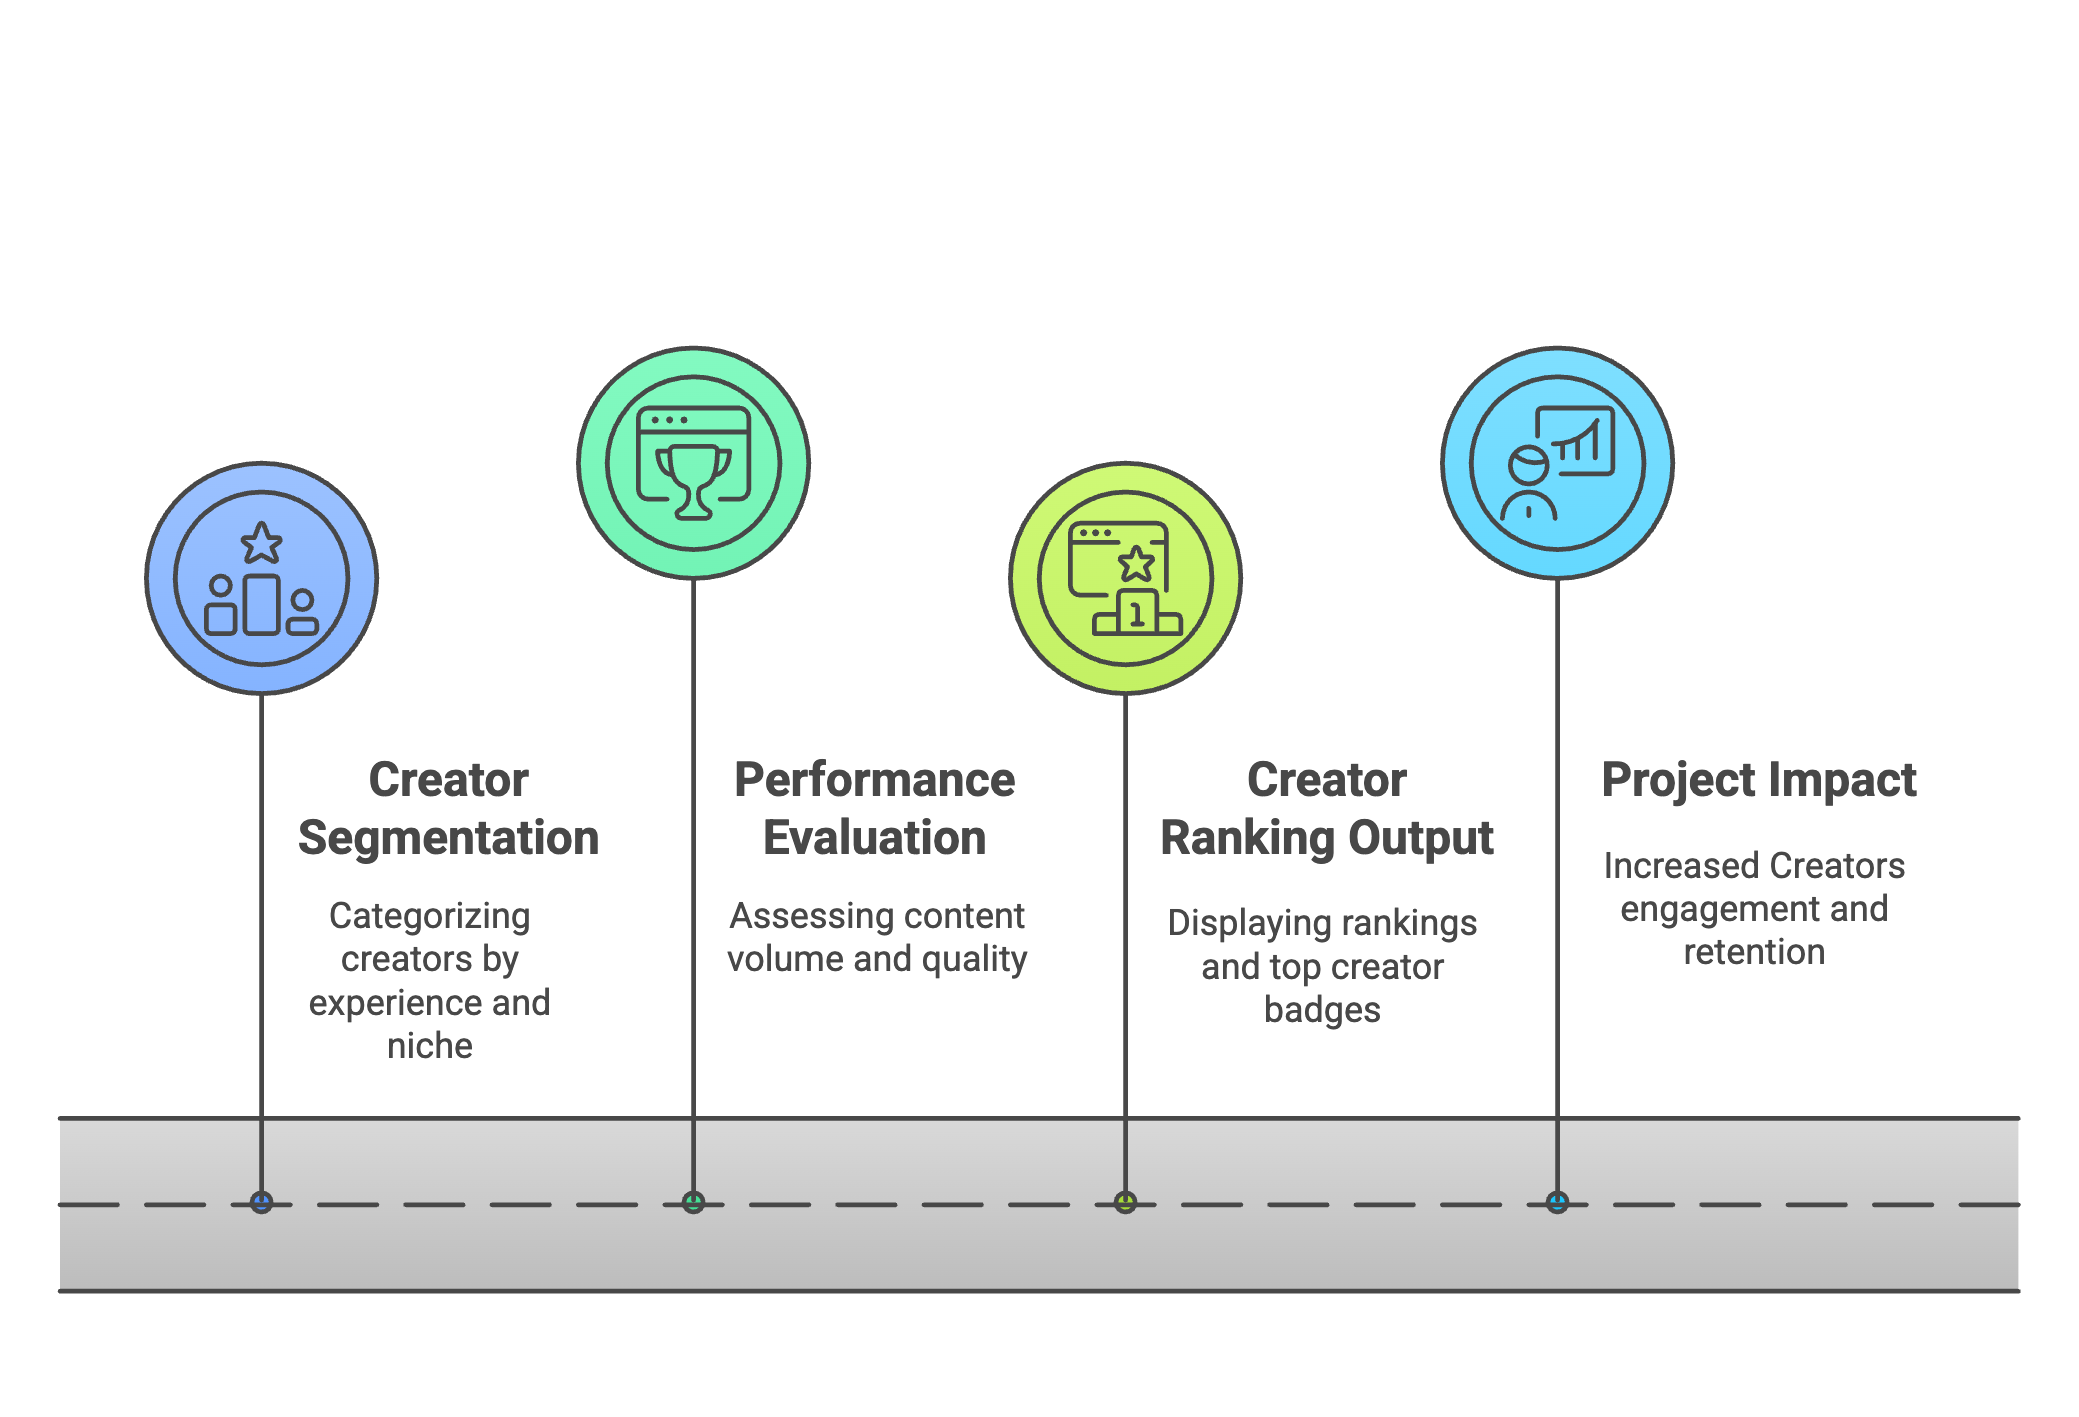 Creator
Segmentation
Categorizing
creators by
experience and
niche
Performance
Evaluation
Assessing content
volume and quality
1
Creator
Ranking Output
Displaying rankings
and top creator
badges
Project Impact
Increased Creators
engagement and
retention